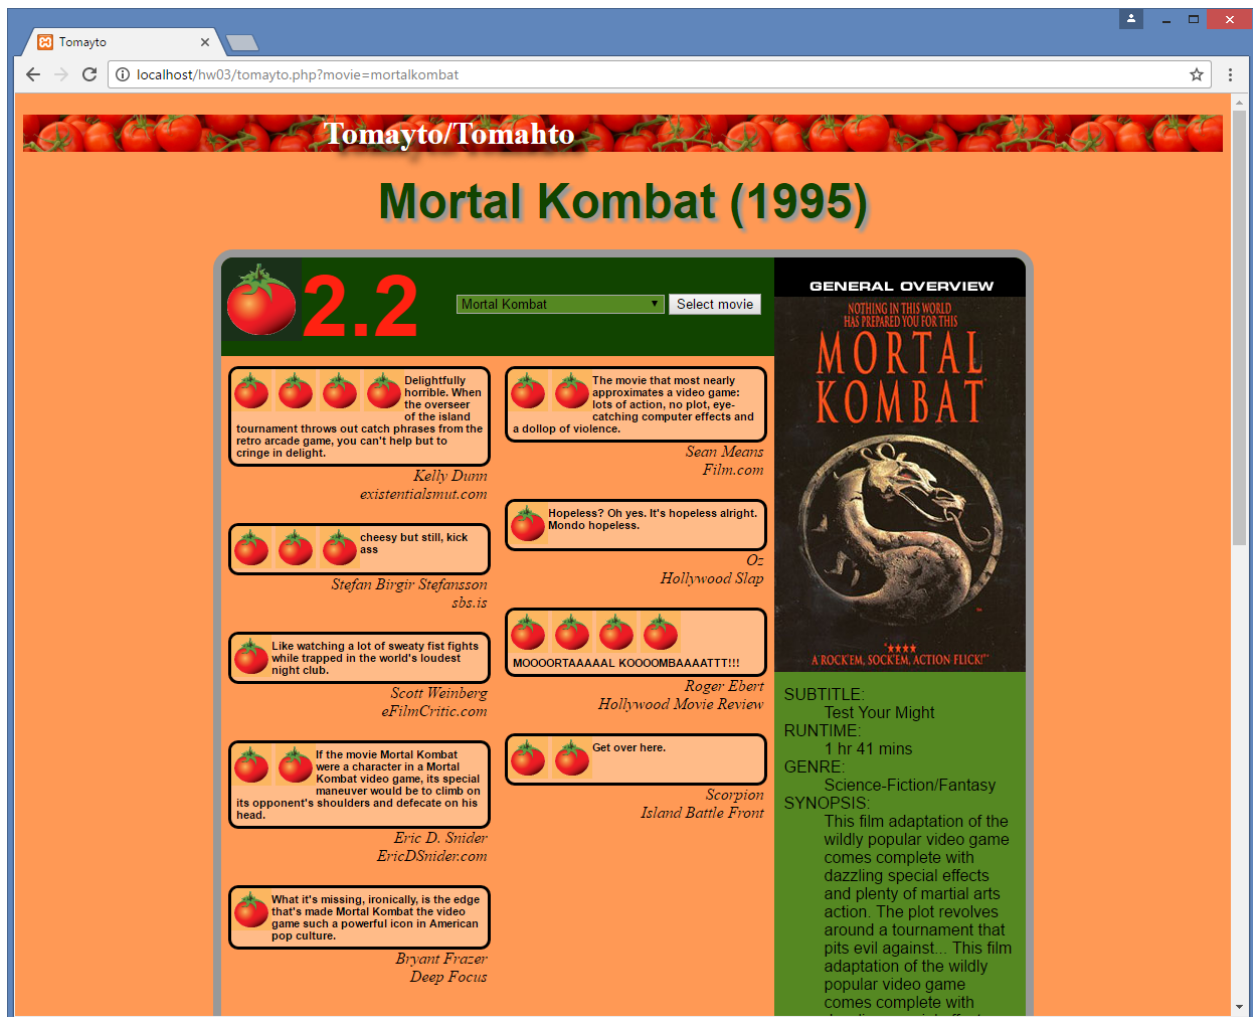 Tomayto
localhost/hw03/tomayto.php?movie=mortalkombat
Tomayto/Tomahto
Mortal Kombat (1995)
2.2
Mortal Kombat
Select movie
Delightfully
horrible. When
the overseer
of the island
tournament throws out catch phrases from the
retro arcade game, you can't help but to
cringe in delight.
Kelly Dunn
existentialsmut.com
cheesy but still, kick
ass
Stefan Birgir Stefansson
sbs.is
Like watching a lot of sweaty fist fights
while trapped in the world's loudest
night club.
Scott Weinberg
eFilmCritic.com
If the movie Mortal Kombat
were a character in a Mortal
Kombat video game, its special
maneuver would be to climb on
its opponent's shoulders and defecate on his
head.
Eric D. Snider
EricDSnider.com
What it's missing, ironically, is the edge
that's made Mortal Kombat the video
game such a powerful icon in American
pop culture.
Bryant Frazer
Deep Focus
The movie that most nearly
approximates a video game:
lots of action, no plot, eye-
catching computer effects and
a dollop of violence.
Sean Means
Film.com
Hopeless? Oh yes. It's hopeless alright.
Mondo hopeless.
Oz
Hollywood Slap
MOOOORTAAAAAL KOOOOMBAAAATTT!!!
Roger Ebert
Hollywood Movie Review
Get over here.
Scorpion
Island Battle Front
GENERAL OVERVIEW
NOTHING IN THIS WORLD
HAS PREPARED YOU FOR THIS
MORTAL
KOMBAT
"★★★★
A ROCK'EM, SOCK'EM, ACTION FLICK!"
SUBTITLE:
Test Your Might
RUNTIME:
1 hr 41 mins
GENRE:
Science-Fiction/Fantasy
SYNOPSIS:
This film adaptation of the
wildly popular video game
comes complete with
dazzling special effects
and plenty of martial arts
action. The plot revolves
around a tournament that
pits evil against... This film
adaptation of the wildly
popular video game
comes complete with